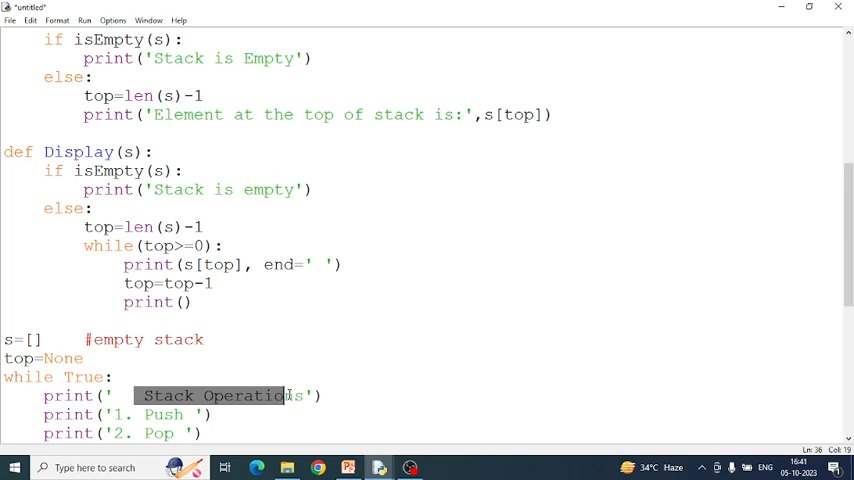 *untitled*
File Edit Format Run Options Window Help
    if isEmpty(s):
        print('Stack is Empty')
    else:
        top=len(s)-1
        print('Element at the top of stack is:',s[top])

def Display(s):
    if isEmpty(s):
        print('Stack is empty')
    else:
        top=len(s)-1
        while(top>=0):
            print(s[top], end=' ')
            top=top-1
            print()

s=[]    #empty stack
top=None
while True:
    print('   Stack Operations')
    print('1. Push ')
    print('2. Pop ')
Ln: 36 Col: 19
Type here to search
34°C Haze
ENG
16:41
05-10-2023